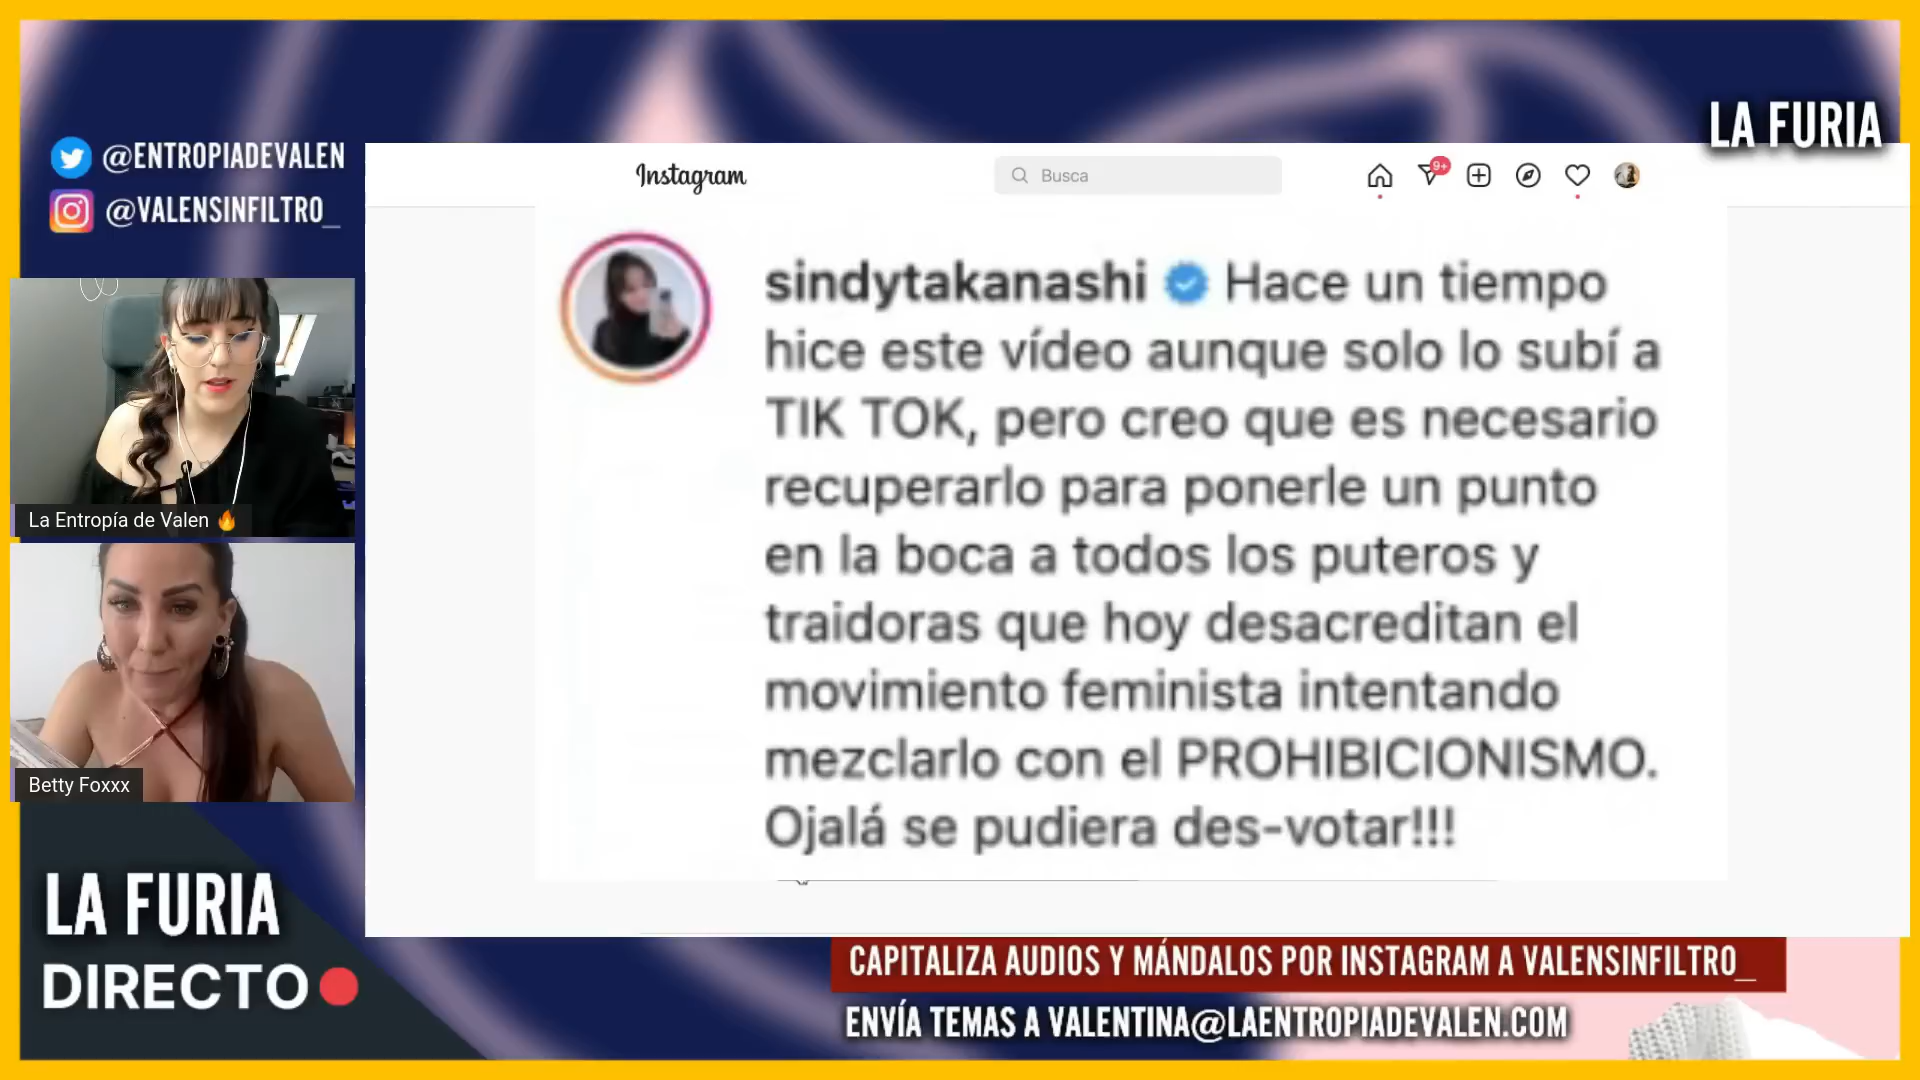 LA FURIA
@ENTROPIADEVALEN
@VALENSINFILTRO_
Instagram
Busca
9+
sindytakanashi Hace un tiempo
hice este vídeo aunque solo lo subí a
TIK TOK, pero creo que es necesario
recuperarlo para ponerle un punto
en la boca a todos los puteros y
traidoras que hoy desacreditan el
movimiento feminista intentando
mezclarlo con el PROHIBICIONISMO.
Ojalá se pudiera des-votar!!!
La Entropía de Valen 🔥
Betty Foxxx
LA FURIA
DIRECTO
CAPITALIZA AUDIOS Y MÁNDALOS POR INSTAGRAM A VALENSINFILTRO_
ENVÍA TEMAS A VALENTINA@LAENTROPIADEVALEN.COM